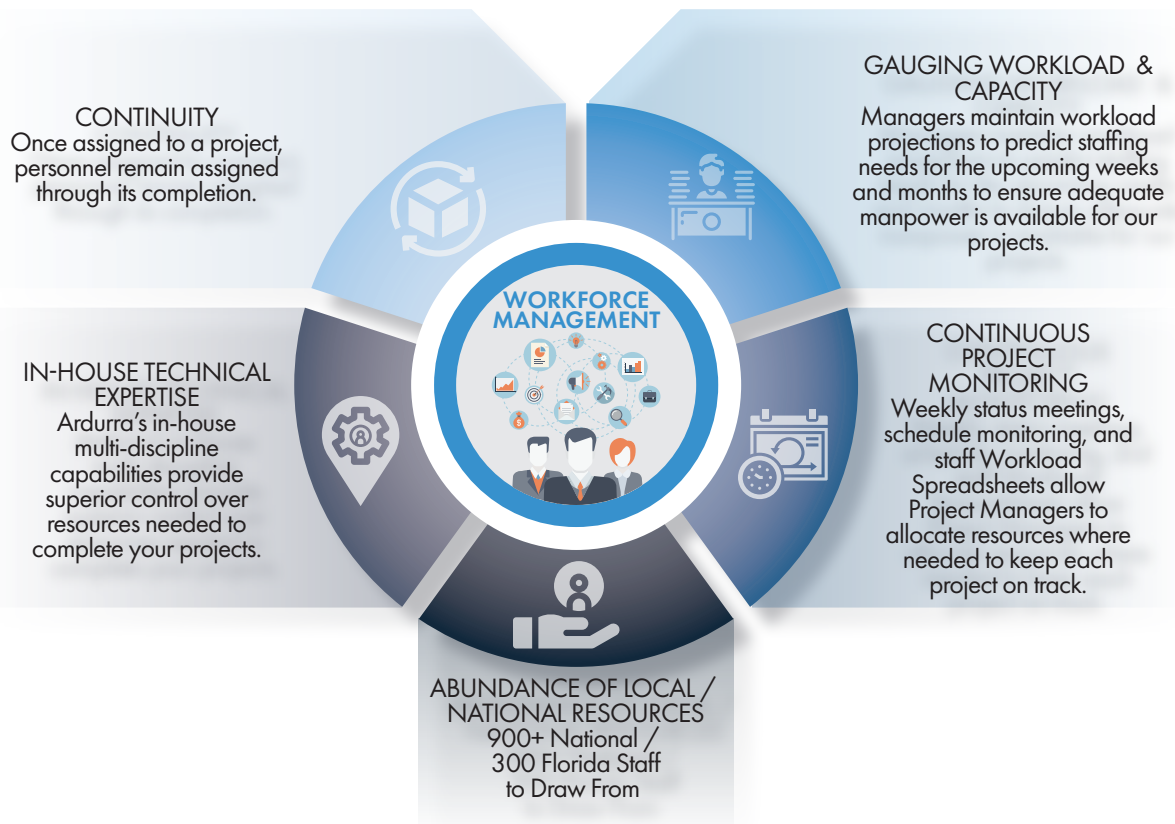 CONTINUITY
Once assigned to a project,
personnel remain assigned
through its completion.
GAUGING WORKLOAD &
CAPACITY
Managers maintain workload
projections to predict staffing
needs for the upcoming weeks
and months to ensure adequate
manpower is available for our
projects.
WORKFORCE
MANAGEMENT
IN-HOUSE TECHNICAL
EXPERTISE
Ardurra's in-house
multi-discipline
capabilities provide
superior control over
resources needed to
complete your projects.
CONTINUOUS
PROJECT
MONITORING
Weekly status meetings,
schedule monitoring, and
staff Workload
Spreadsheets allow
Project Managers to
allocate resources where
needed to keep each
project on track.
ABUNDANCE OF LOCAL /
NATIONAL RESOURCES
900+ National /
300 Florida Staff
to Draw From